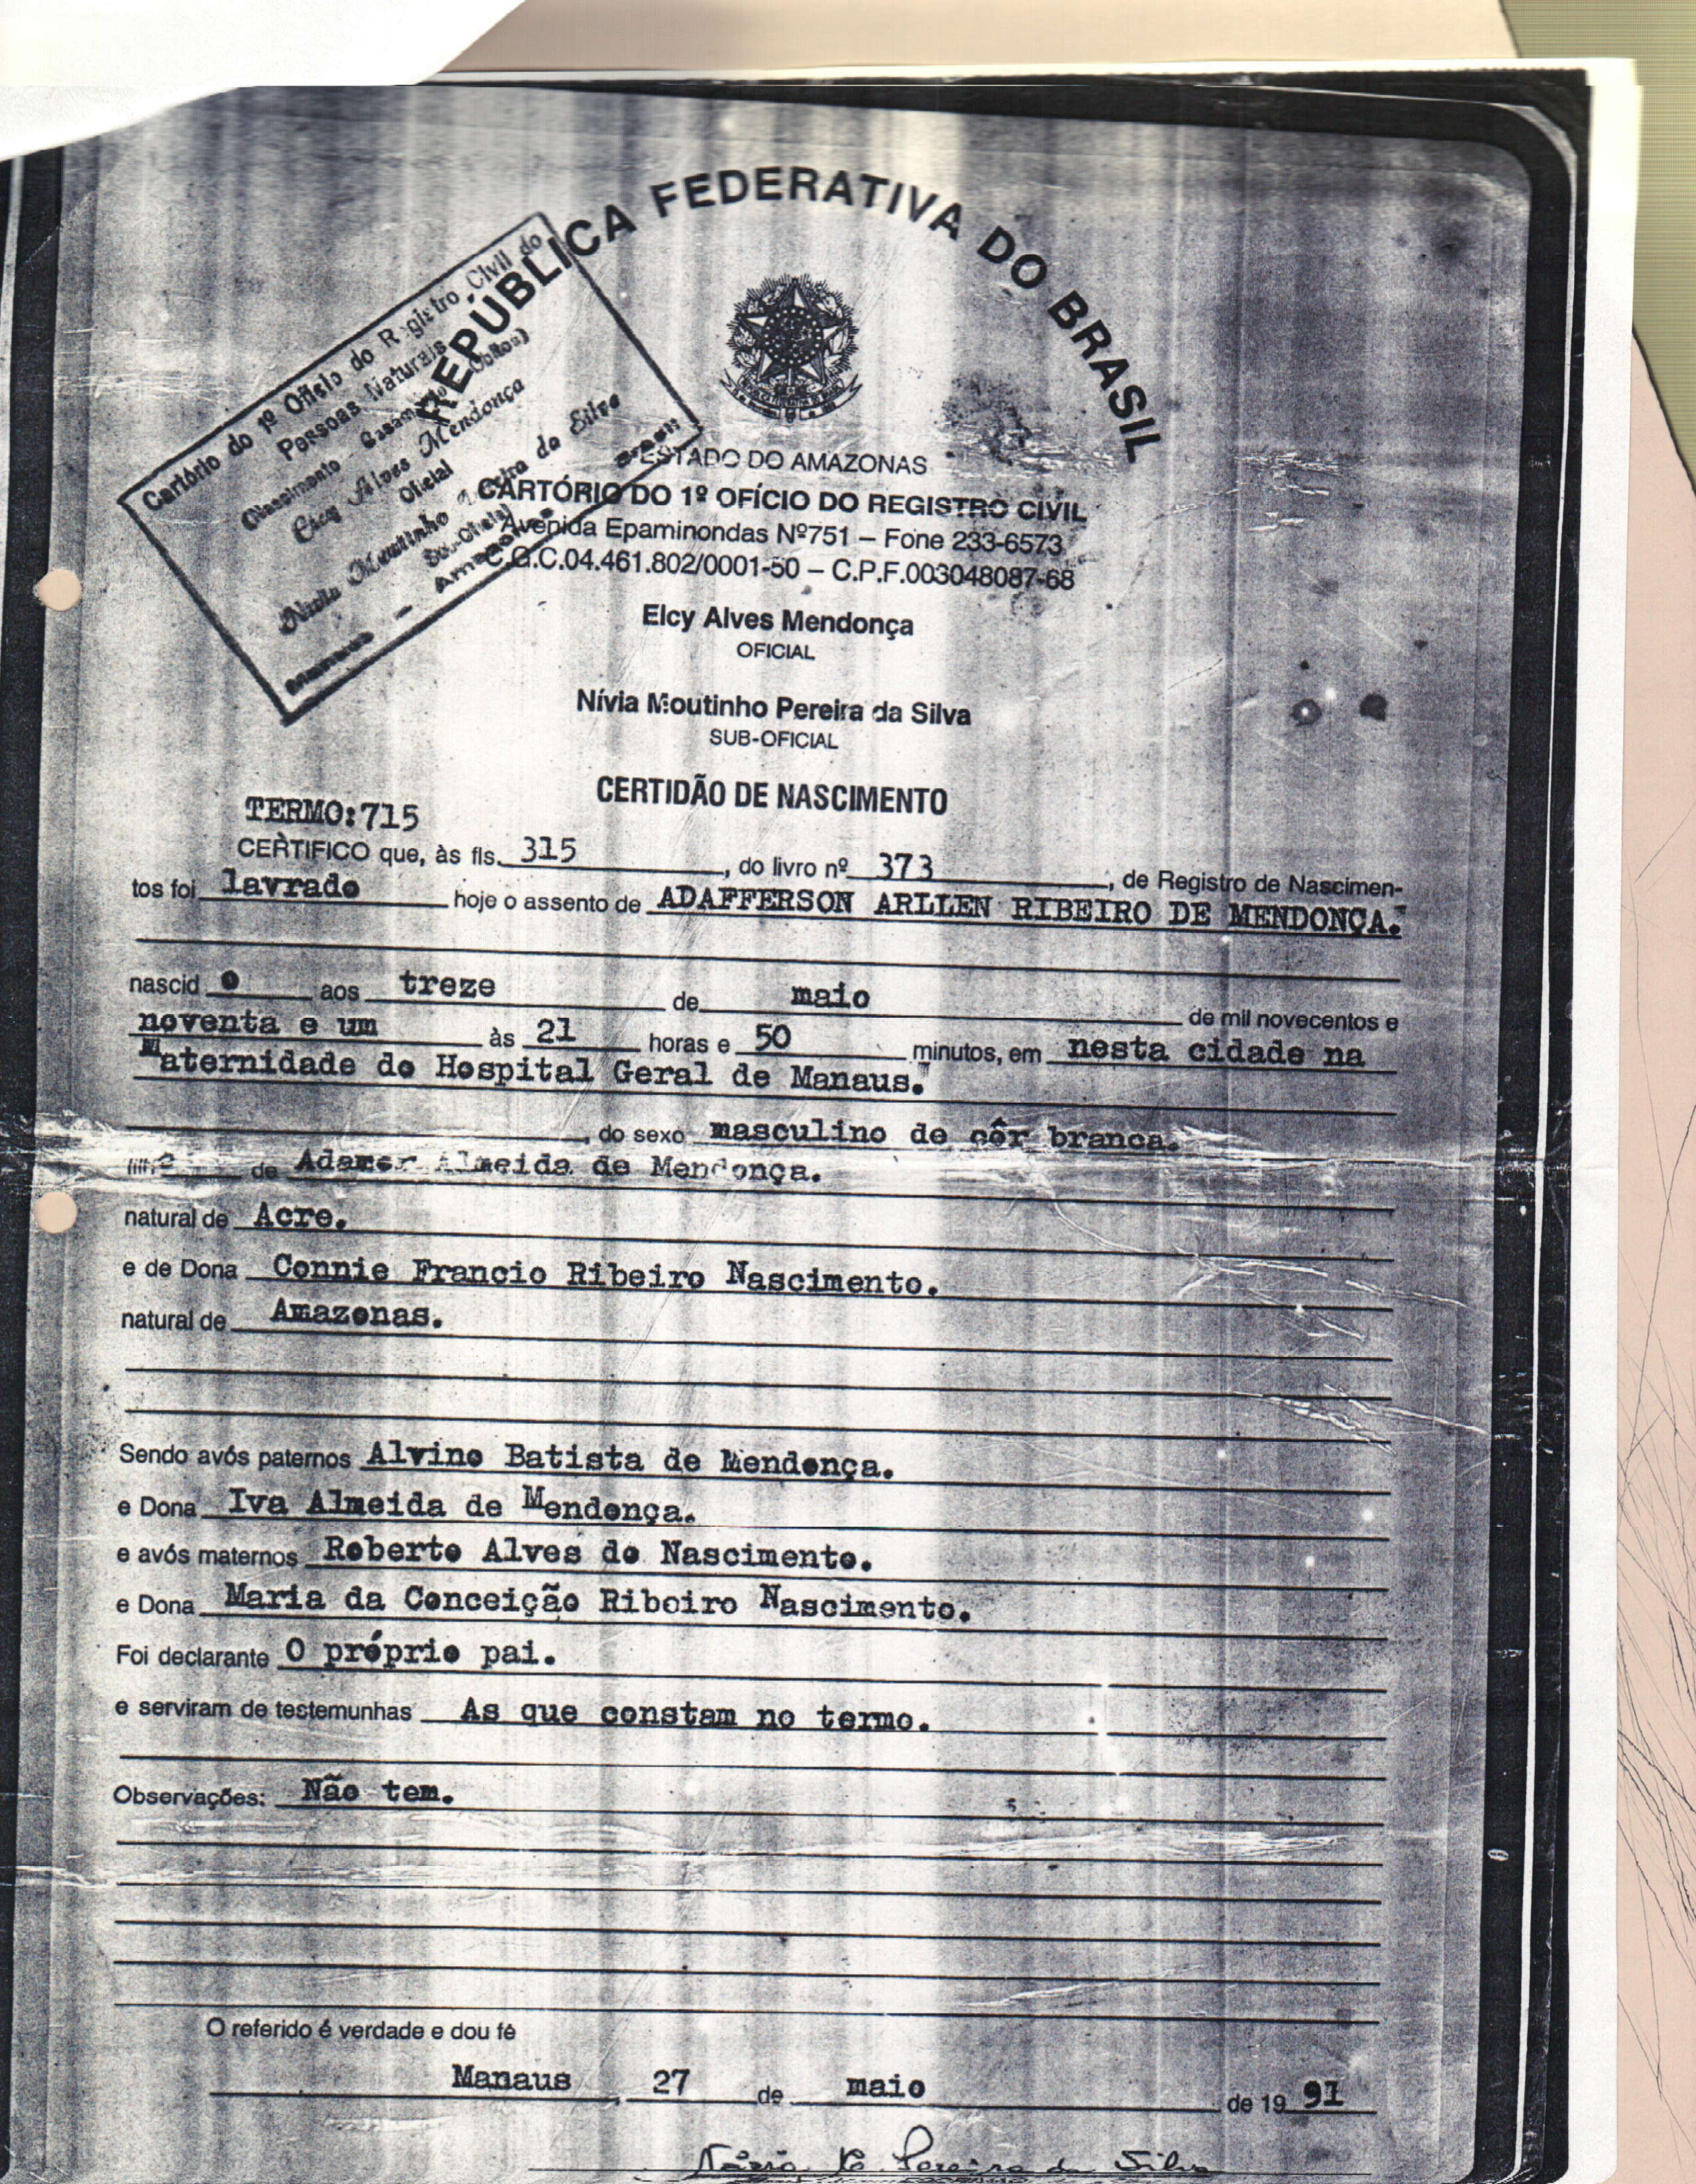 REPÚBLICA FEDERATIVA DO BRASIL
Cartório do 1º Ofício do Registro Civil do
Pessoas Naturais
(Nascimento - Casamento Óbitos)
Elcy Alves Mendonça
Oficial
Nivia Moutinho Pereira da Silva
Sub-Oficial
Manaus - Amazonas - Brasil
ESTADO DO AMAZONAS
CARTÓRIO DO 1º OFÍCIO DO REGISTRO CIVIL
Avenida Epaminondas Nº751 – Fone 233-6573
C.G.C.04.461.802/0001-50 – C.P.F.003048087-68
Elcy Alves Mendonça
OFICIAL
Nívia Moutinho Pereira da Silva
SUB-OFICIAL
CERTIDÃO DE NASCIMENTO
TERMO:715
CERTIFICO que, às fls. 315, do livro nº 373, de Registro de Nascimen-
tos foi lavrado hoje o assento de ADAFFERSON ARLLEN RIBEIRO DE MENDONÇA."
nascid o aos treze de maio de mil novecentos e
noventa e um às 21 horas e 50 minutos, em nesta cidade na
Maternidade do Hospital Geral de Manaus."
, do sexo masculino de côr branca.
filho de Adamor Almeida de Mendonça.
natural de Acre.
e de Dona Connie Francio Ribeiro Nascimento.
natural de Amazonas.
Sendo avós paternos Alvino Batista de Mendonça.
e Dona Iva Almeida de Mendonça.
e avós maternos Roberto Alves do Nascimento.
e Dona Maria da Conceição Ribeiro Nascimento.
Foi declarante O próprio pai.
e serviram de testemunhas As que constam no termo.
Observações: Não tem.
O referido é verdade e dou fé
Manaus, 27 de maio de 19 91
Pereira da Silva